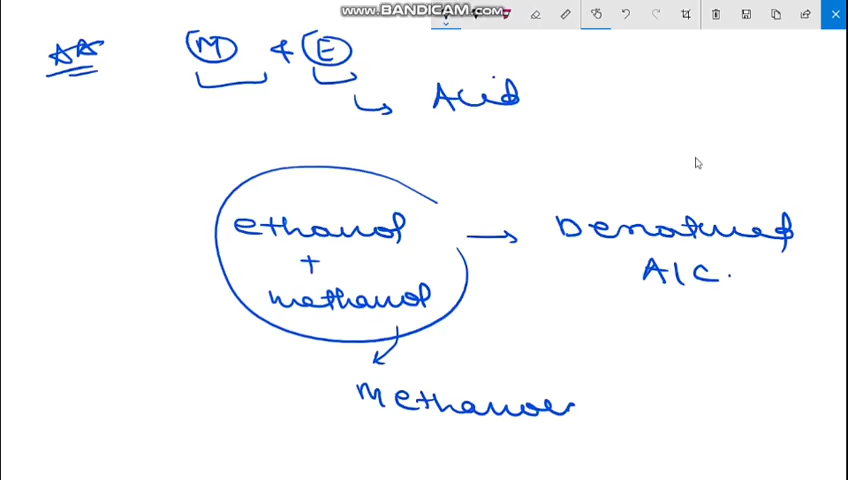 WWW.BANDICAM.COM
M & E
Acid
ethanol
+
methanol
Denatured
Alc.
Methanol